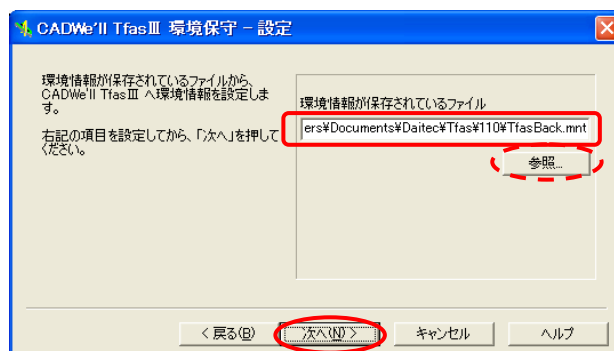 CADWe'll TfasⅢ 環境保守 － 設定
環境情報が保存されているファイルから、
CADWe'll TfasⅢ へ環境情報を設定しま
す。
右記の項目を設定してから、「次へ」を押して
ください。
環境情報が保存されているファイル
ers¥Documents¥Daitec¥Tfas¥110¥TfasBack.mnt
参照...
< 戻る(B)
次へ(N) >
キャンセル
ヘルプ